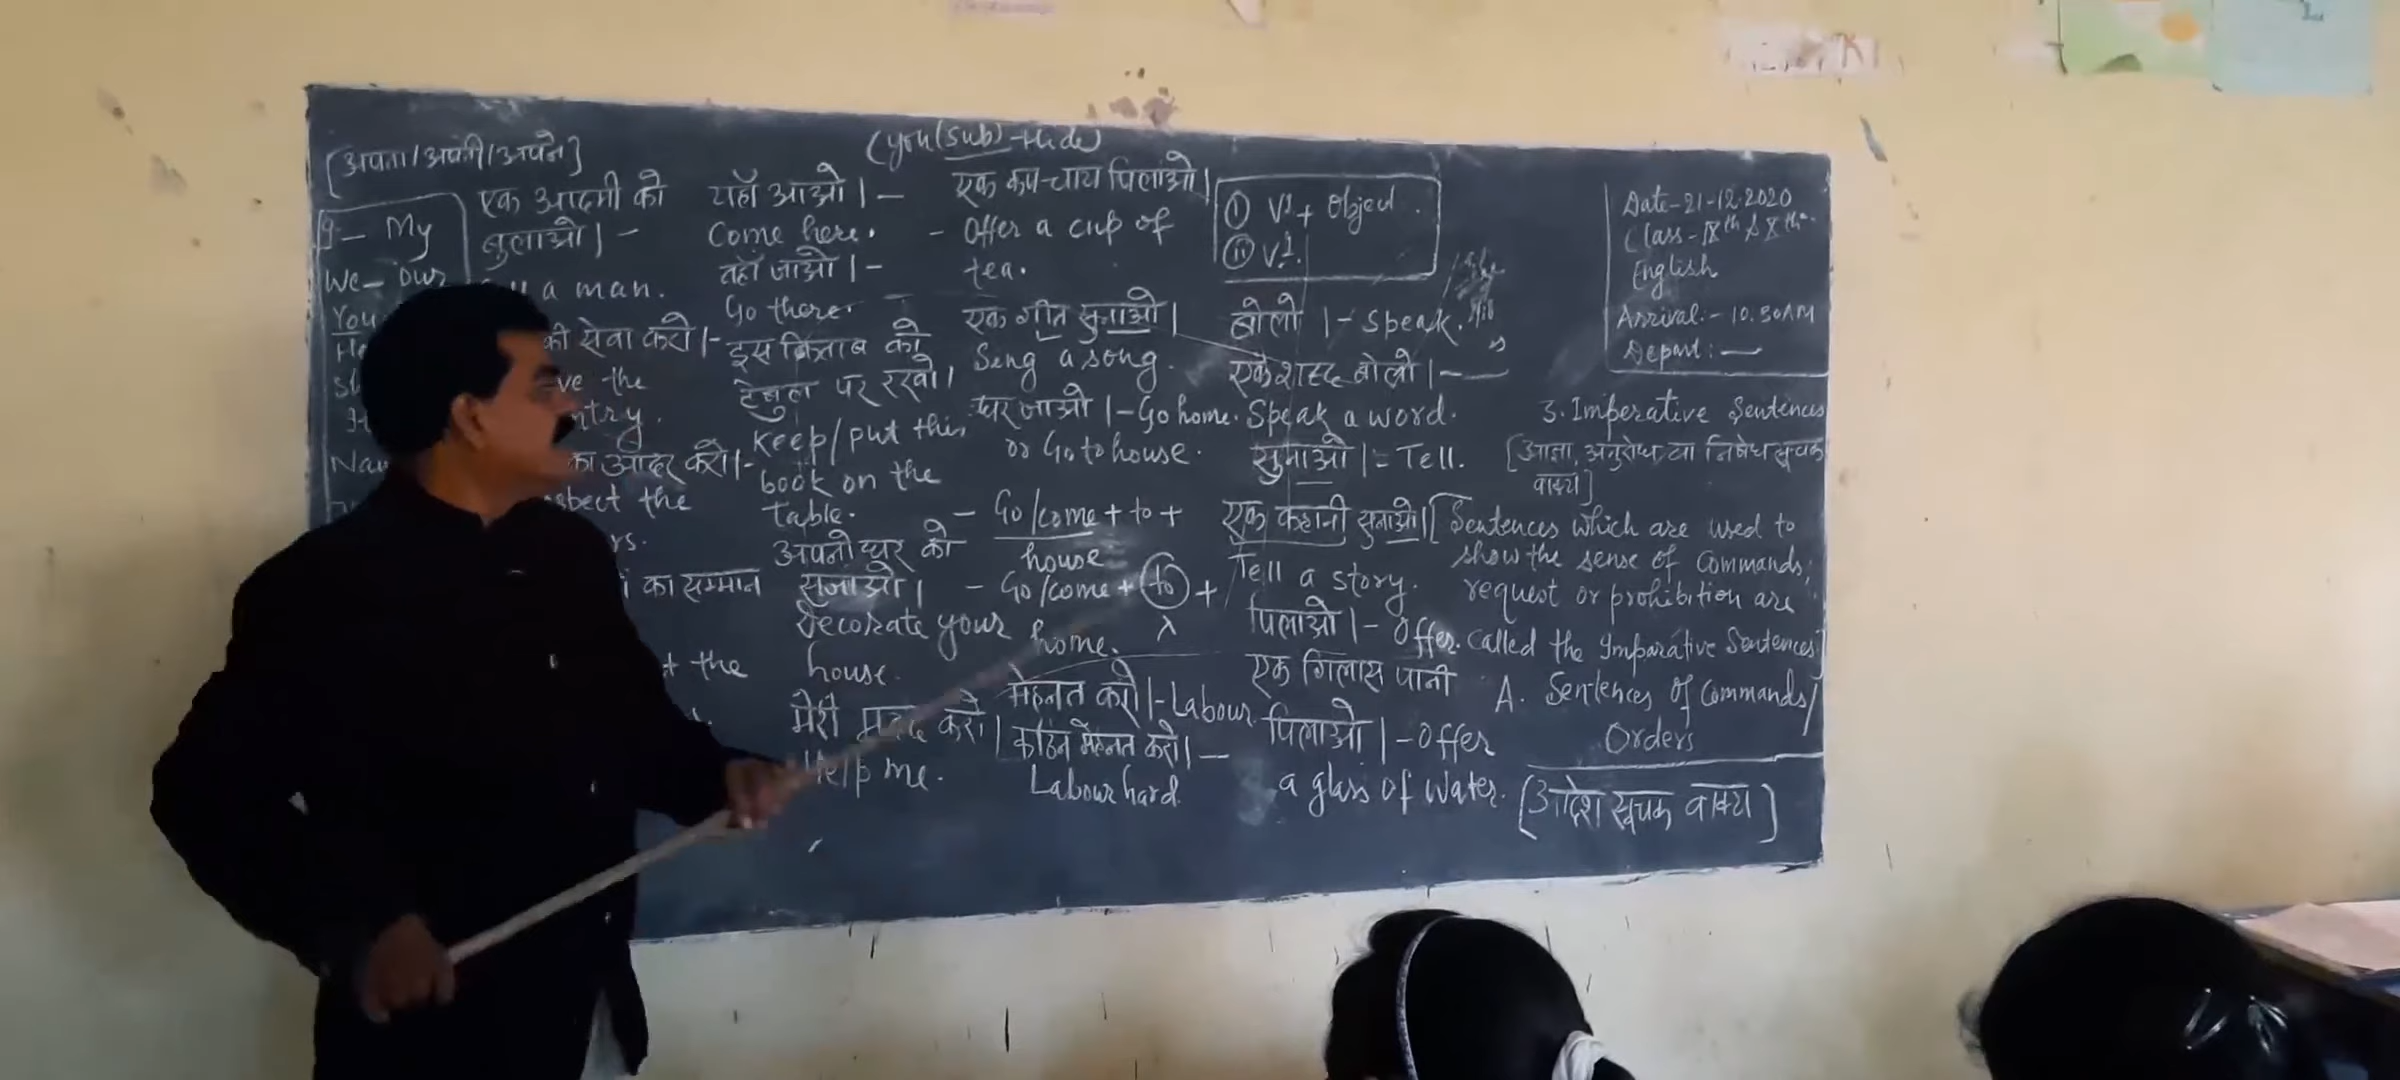 [अपना/अपनी/अपने]
(you(sub)-Hide)
I- My
We- our
You
एक आदमी को
बुलाओ।-
a man.
की सेवा करो।-
the
का आदर करो।-
the
का सम्मान
the
यहाँ आओ।-
Come here.
वहाँ जाओ।-
Go there.
इस किताब को
टेबुल पर रखो।
Keep/put this
book on the
table.
अपने घर को
सजाओ।
Decorate your
house.
मेरी मदद करो।
Help me.
एक कप चाय पिलाओ।
- Offer a cup of
tea.
एक गीत सुनाओ।
Seng a song.
घर जाओ।-Go home.
or Go to house.
- Go/come + to +
house
- Go/come + to +
home.
मेहनत करो।-Labour.
कठिन मेहनत करो।-
Labour hard.
(i) V¹ + Object.
(ii) V¹.
बोलो।- Speak.
एक शब्द बोलो।-
Speak a word.
सुनाओ।= Tell.
एक कहानी सुनाओ।
Tell a story.
पिलाओ।- Offer.
एक गिलास पानी
पिलाओ।-Offer
a glass of water.
Date-21-12-2020
Class-IXth & Xth
English
Arrival:- 10.30AM
Depart:-
3. Imperative Sentences
[आज्ञा, अनुरोध या निषेध सूचक
वाक्य]
[Sentences which are used to
show the sense of Commands,
request or prohibition are
called the Imparative Sentences]
A. Sentences of Commands/
Orders
[आदेश सूचक वाक्य]